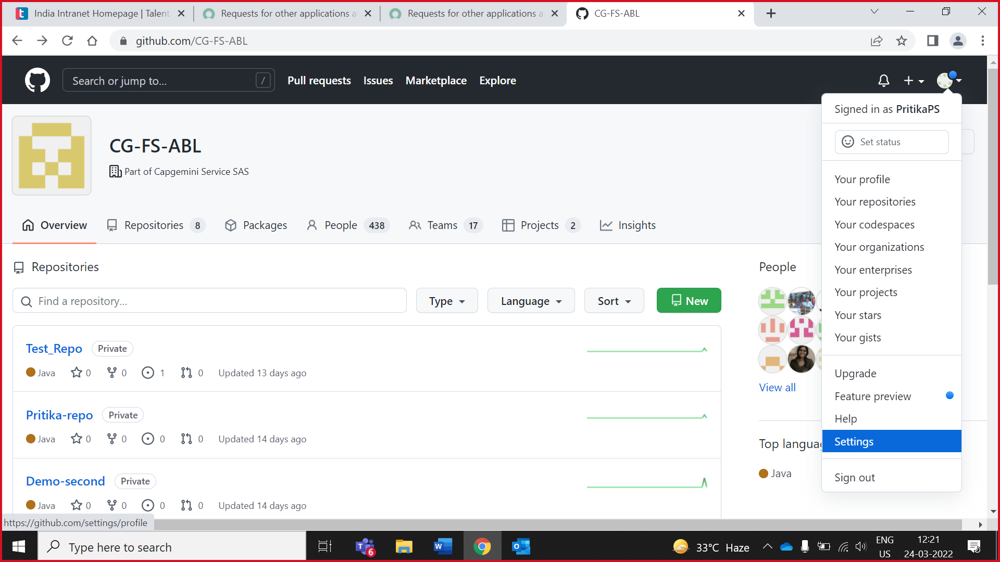 India Intranet Homepage | Talent
Requests for other applications a
Requests for other applications a
CG-FS-ABL
github.com/CG-FS-ABL
Search or jump to...
/
Pull requests
Issues
Marketplace
Explore
Signed in as PritikaPS
Set status
Your profile
Your repositories
Your codespaces
Your organizations
Your enterprises
Your projects
Your stars
Your gists
Upgrade
Feature preview
Help
Settings
Sign out
CG-FS-ABL
Part of Capgemini Service SAS
Overview
Repositories 8
Packages
People 438
Teams 17
Projects 2
Insights
Repositories
Find a repository...
Type
Language
Sort
New
Test_Repo Private
Java 0 0 1 0 Updated 13 days ago
Pritika-repo Private
Java 0 0 0 0 Updated 14 days ago
Demo-second Private
Java 0 0 0 0 Updated 14 days ago
People
View all
Top langua
Java
https://github.com/settings/profile
Type here to search
T 6
W
O
33°C Haze
ENG
US
12:21
24-03-2022